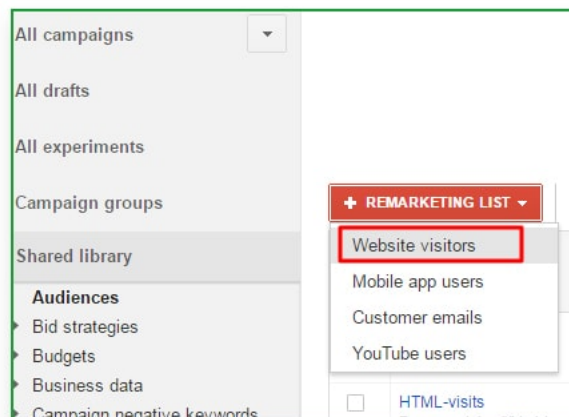 All campaigns
All drafts
All experiments
Campaign groups
Shared library
Audiences
Bid strategies
Budgets
Business data
Campaign negative keywords
+ REMARKETING LIST
Website visitors
Mobile app users
Customer emails
YouTube users
HTML-visits